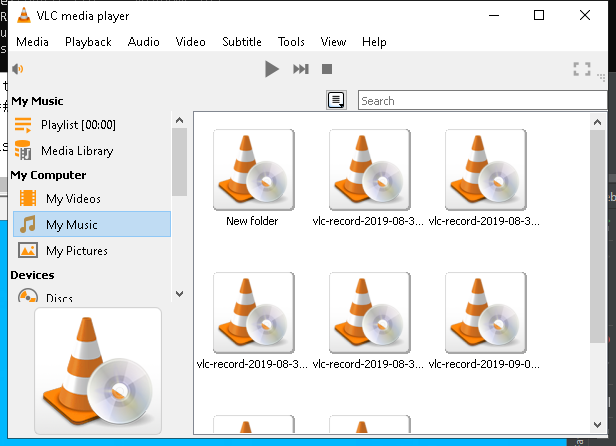 VLC media player
Media Playback Audio Video Subtitle Tools View Help
My Music
Search
Playlist [00:00]
Media Library
My Computer
My Videos
My Music
My Pictures
Devices
Discs
New folder vlc-record-2019-08-3... vlc-record-2019-08-3...
vlc-record-2019-08-3... vlc-record-2019-08-3... vlc-record-2019-09-0...